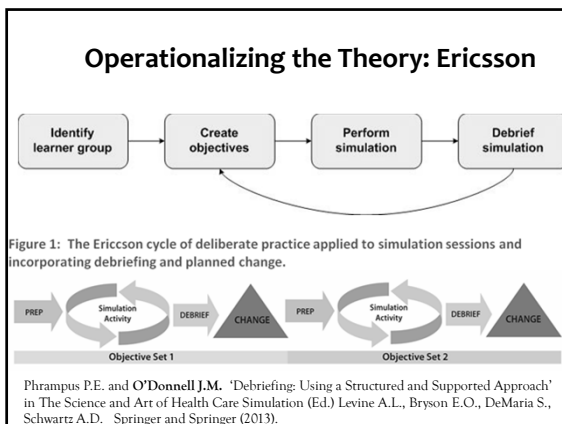 Operationalizing the Theory: Ericsson
Identify
learner group
Create
objectives
Perform
simulation
Debrief
simulation
Figure 1: The Ericcson cycle of deliberate practice applied to simulation sessions and
incorporating debriefing and planned change.
PREP
Simulation
Activity
DEBRIEF
CHANGE
PREP
Simulation
Activity
DEBRIEF
CHANGE
Objective Set 1
Objective Set 2
Phrampus P.E. and O'Donnell J.M. 'Debriefing: Using a Structured and Supported Approach'
in The Science and Art of Health Care Simulation (Ed.) Levine A.L., Bryson E.O., DeMaria S.,
Schwartz A.D. Springer and Springer (2013).